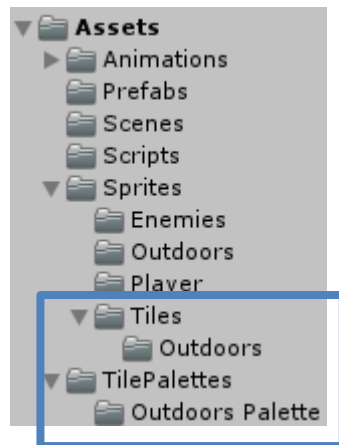 Assets
Animations
Prefabs
Scenes
Scripts
Sprites
Enemies
Outdoors
Player
Tiles
Outdoors
TilePalettes
Outdoors Palette